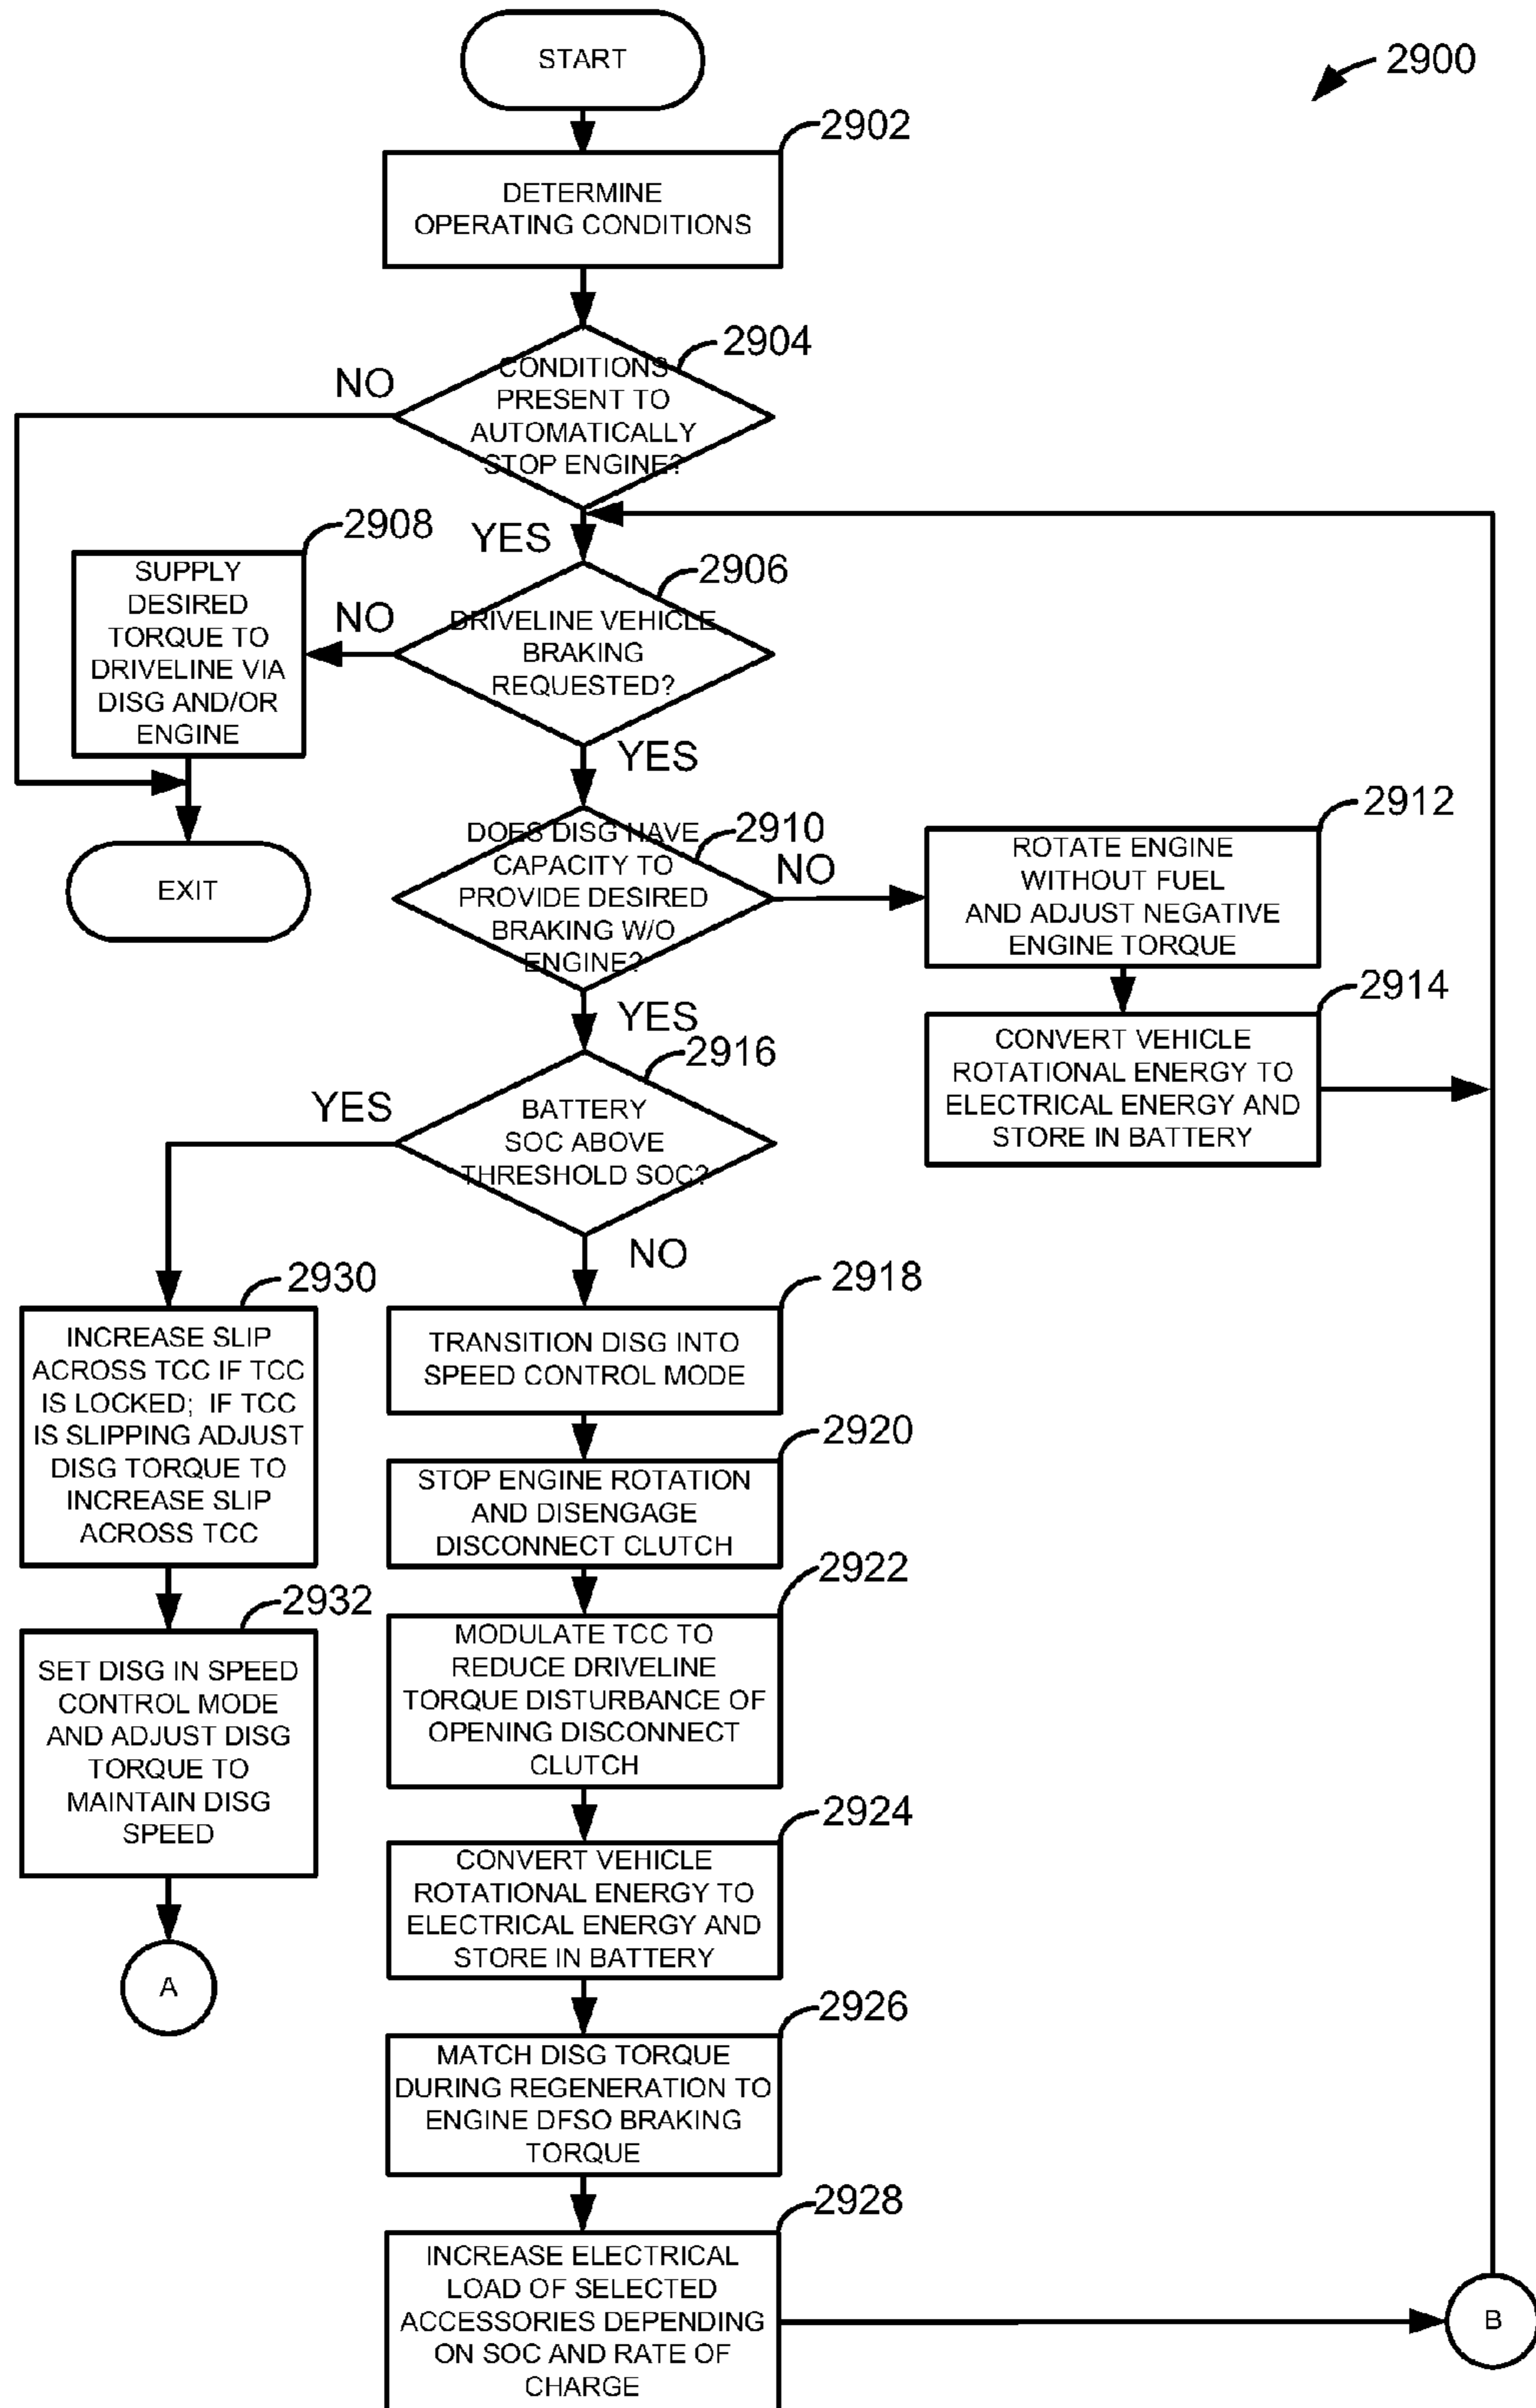 START
2900
2902
DETERMINE
OPERATING CONDITIONS
2904
NO
CONDITIONS
PRESENT TO
AUTOMATICALLY
STOP ENGINE?
2908
YES
2906
SUPPLY
DESIRED
TORQUE TO
DRIVELINE VIA
DISG AND/OR
ENGINE
NO
DRIVELINE VEHICLE
BRAKING
REQUESTED?
YES
EXIT
2910
DOES DISG HAVE
CAPACITY TO
PROVIDE DESIRED
BRAKING W/O
ENGINE?
NO
2912
ROTATE ENGINE
WITHOUT FUEL
AND ADJUST NEGATIVE
ENGINE TORQUE
2914
CONVERT VEHICLE
ROTATIONAL ENERGY TO
ELECTRICAL ENERGY AND
STORE IN BATTERY
YES
2916
YES
BATTERY
SOC ABOVE
THRESHOLD SOC?
NO
2930
INCREASE SLIP
ACROSS TCC IF TCC
IS LOCKED; IF TCC
IS SLIPPING ADJUST
DISG TORQUE TO
INCREASE SLIP
ACROSS TCC
2932
SET DISG IN SPEED
CONTROL MODE
AND ADJUST DISG
TORQUE TO
MAINTAIN DISG
SPEED
A
2918
TRANSITION DISG INTO
SPEED CONTROL MODE
2920
STOP ENGINE ROTATION
AND DISENGAGE
DISCONNECT CLUTCH
2922
MODULATE TCC TO
REDUCE DRIVELINE
TORQUE DISTURBANCE OF
OPENING DISCONNECT
CLUTCH
2924
CONVERT VEHICLE
ROTATIONAL ENERGY TO
ELECTRICAL ENERGY AND
STORE IN BATTERY
2926
MATCH DISG TORQUE
DURING REGENERATION TO
ENGINE DFSO BRAKING
TORQUE
2928
INCREASE ELECTRICAL
LOAD OF SELECTED
ACCESSORIES DEPENDING
ON SOC AND RATE OF
CHARGE
B